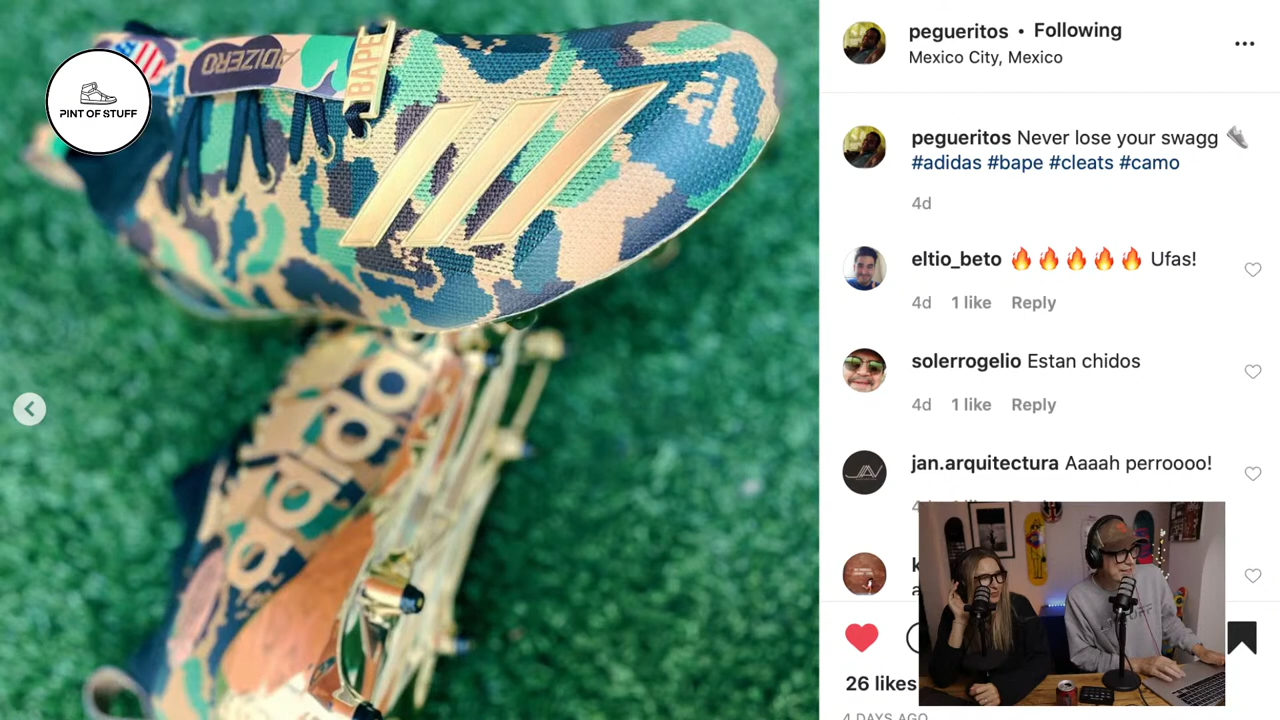 PINT OF STUFF
ADIZERO
BAPE
adidas
pegueritos • Following
Mexico City, Mexico
pegueritos Never lose your swagg
#adidas #bape #cleats #camo
4d
eltio_beto 🔥🔥🔥🔥🔥 Ufas!
4d 1 like Reply
solerrogelio Estan chidos
4d 1 like Reply
jan.arquitectura Aaaah perroooo!
26 likes
4 DAYS AGO